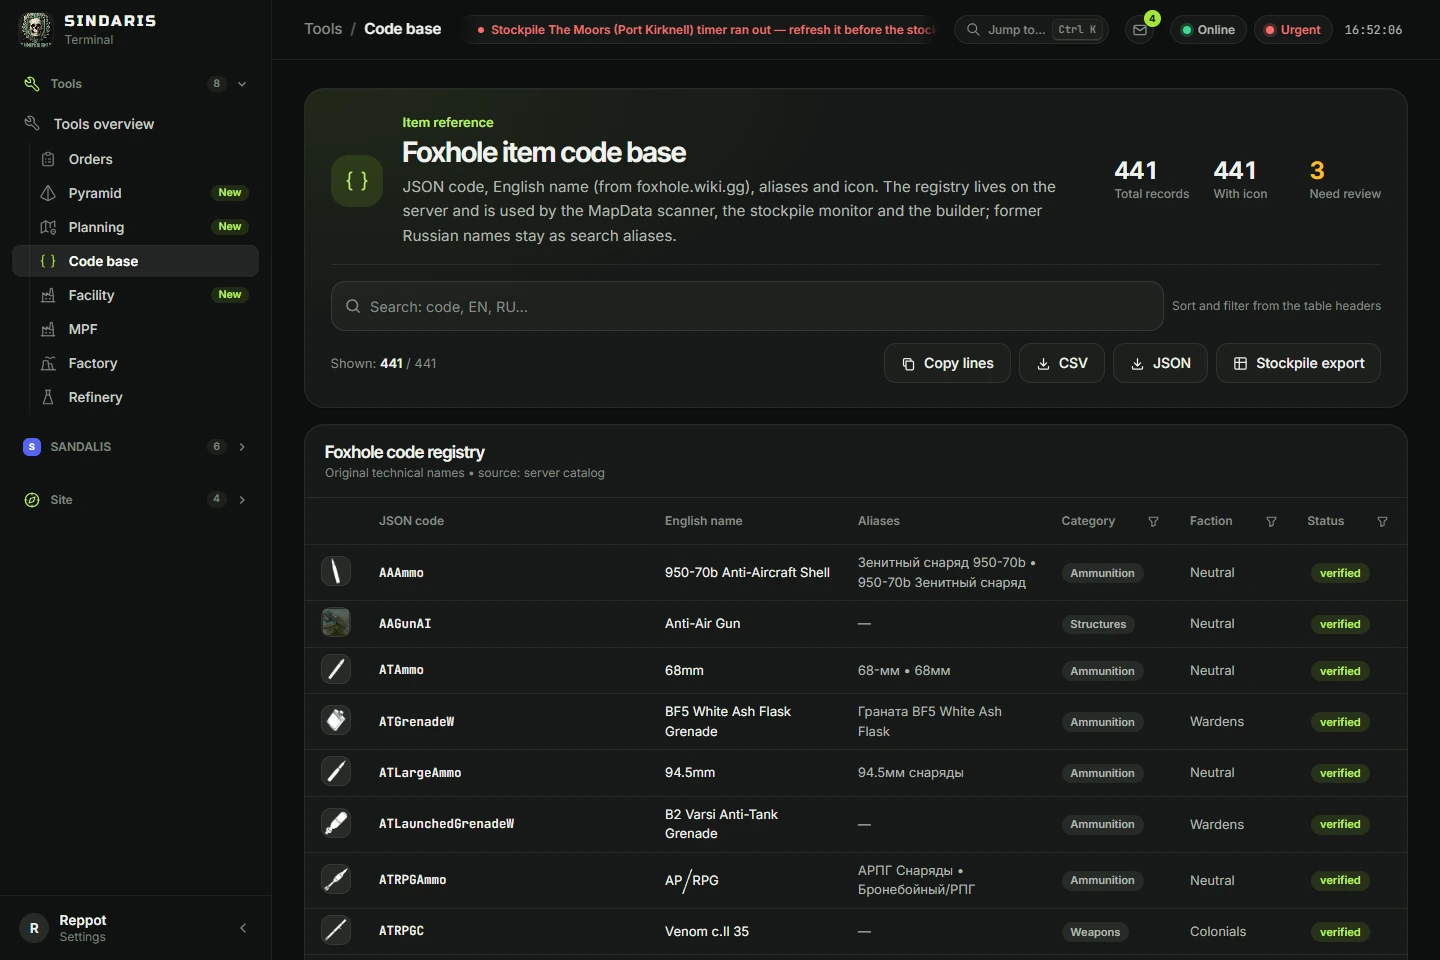 SINDARIS
Terminal
Tools / Code base
Stockpile The Moors (Port Kirknell) timer ran out — refresh it before the stoc
Jump to... Ctrl K
4
Online
Urgent
16:52:06
Tools 8
Tools overview
Orders
Pyramid New
Planning New
Code base
Facility New
MPF
Factory
Refinery
S SANDALIS 6
Site 4
R Reppot
Settings
Item reference
{ } Foxhole item code base
JSON code, English name (from foxhole.wiki.gg), aliases and icon. The registry lives on the
server and is used by the MapData scanner, the stockpile monitor and the builder; former
Russian names stay as search aliases.
441 441 3
Total records With icon Need review
Search: code, EN, RU...
Sort and filter from the table headers
Shown: 441 / 441
Copy lines CSV JSON Stockpile export
Foxhole code registry
Original technical names • source: server catalog
JSON code English name Aliases Category Faction Status
AAAmmo 950-70b Anti-Aircraft Shell Зенитный снаряд 950-70b •
950-70b Зенитный снаряд Ammunition Neutral verified
AAGunAI Anti-Air Gun — Structures Neutral verified
ATAmmo 68mm 68-мм • 68мм Ammunition Neutral verified
ATGrenadeW BF5 White Ash Flask
Grenade Граната BF5 White Ash
Flask Ammunition Wardens verified
ATLargeAmmo 94.5mm 94.5мм снаряды Ammunition Neutral verified
ATLaunchedGrenadeW B2 Varsi Anti-Tank
Grenade — Ammunition Wardens verified
ATRPGAmmo AP/RPG АРПГ Снаряды •
Бронебойный/РПГ Ammunition Neutral verified
ATRPGC Venom c.II 35 — Weapons Colonials verified